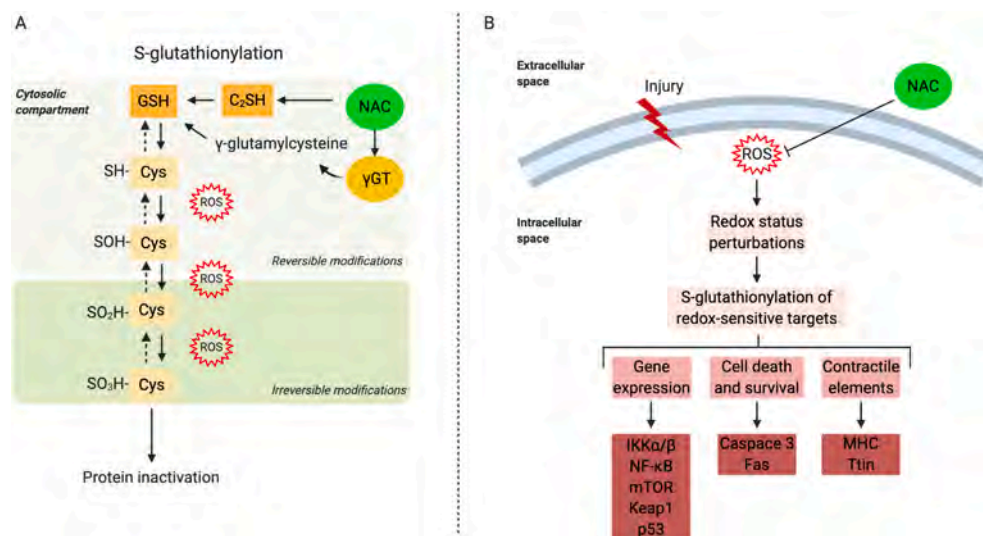 A
S-glutathionylation
Cytosolic
compartment
GSH
C₂SH
NAC
γ-glutamylcysteine
γGT
SH-
Cys
ROS
SOH-
Cys
Reversible modifications
ROS
SO₂H-
Cys
ROS
SO₃H-
Cys
Irreversible modifications
Protein inactivation
B
Extracellular
space
Injury
NAC
ROS
Intracellular
space
Redox status
perturbations
S-glutathionylation of
redox-sensitive targets
Gene
expression
Cell death
and survival
Contractile
elements
IKKα/β
NF-κB
mTOR
Keap1
p53
Caspace 3
Fas
MHC
Ttin